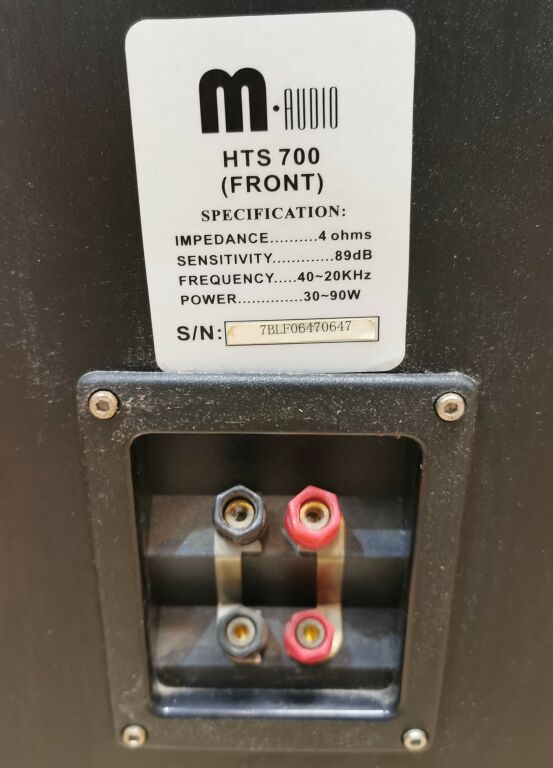 m·AUDIO
HTS 700
(FRONT)
SPECIFICATION:
IMPEDANCE..........4 ohms
SENSITIVITY.............89dB
FREQUENCY.....40~20KHz
POWER..............30~90W
S/N: 7BLF06470647